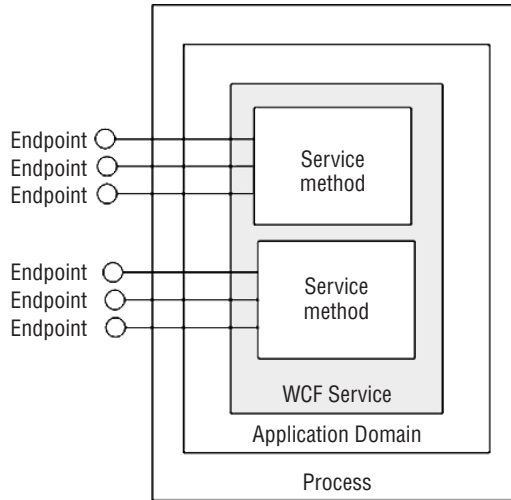 Endpoint
Endpoint
Endpoint
Service
method
Endpoint
Endpoint
Endpoint
Service
method
WCF Service
Application Domain
Process